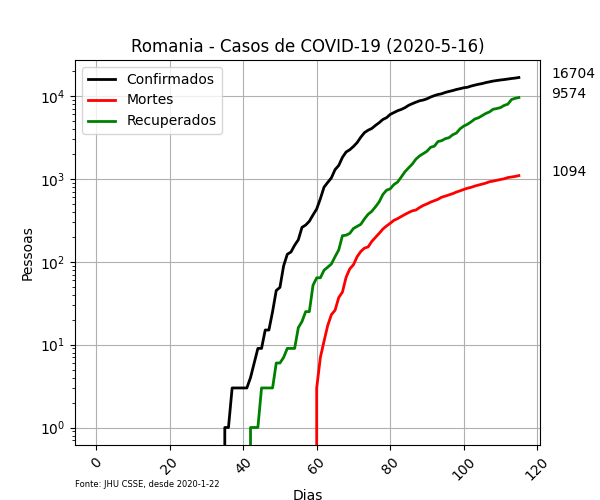 Romania - Casos de COVID-19 (2020-5-16)
Confirmados
Mortes
Recuperados
16704
9574
1094
Pessoas
10⁴
10³
10²
10¹
10⁰
0 20 40 60 80 100 120
Fonte: JHU CSSE, desde 2020-1-22
Dias